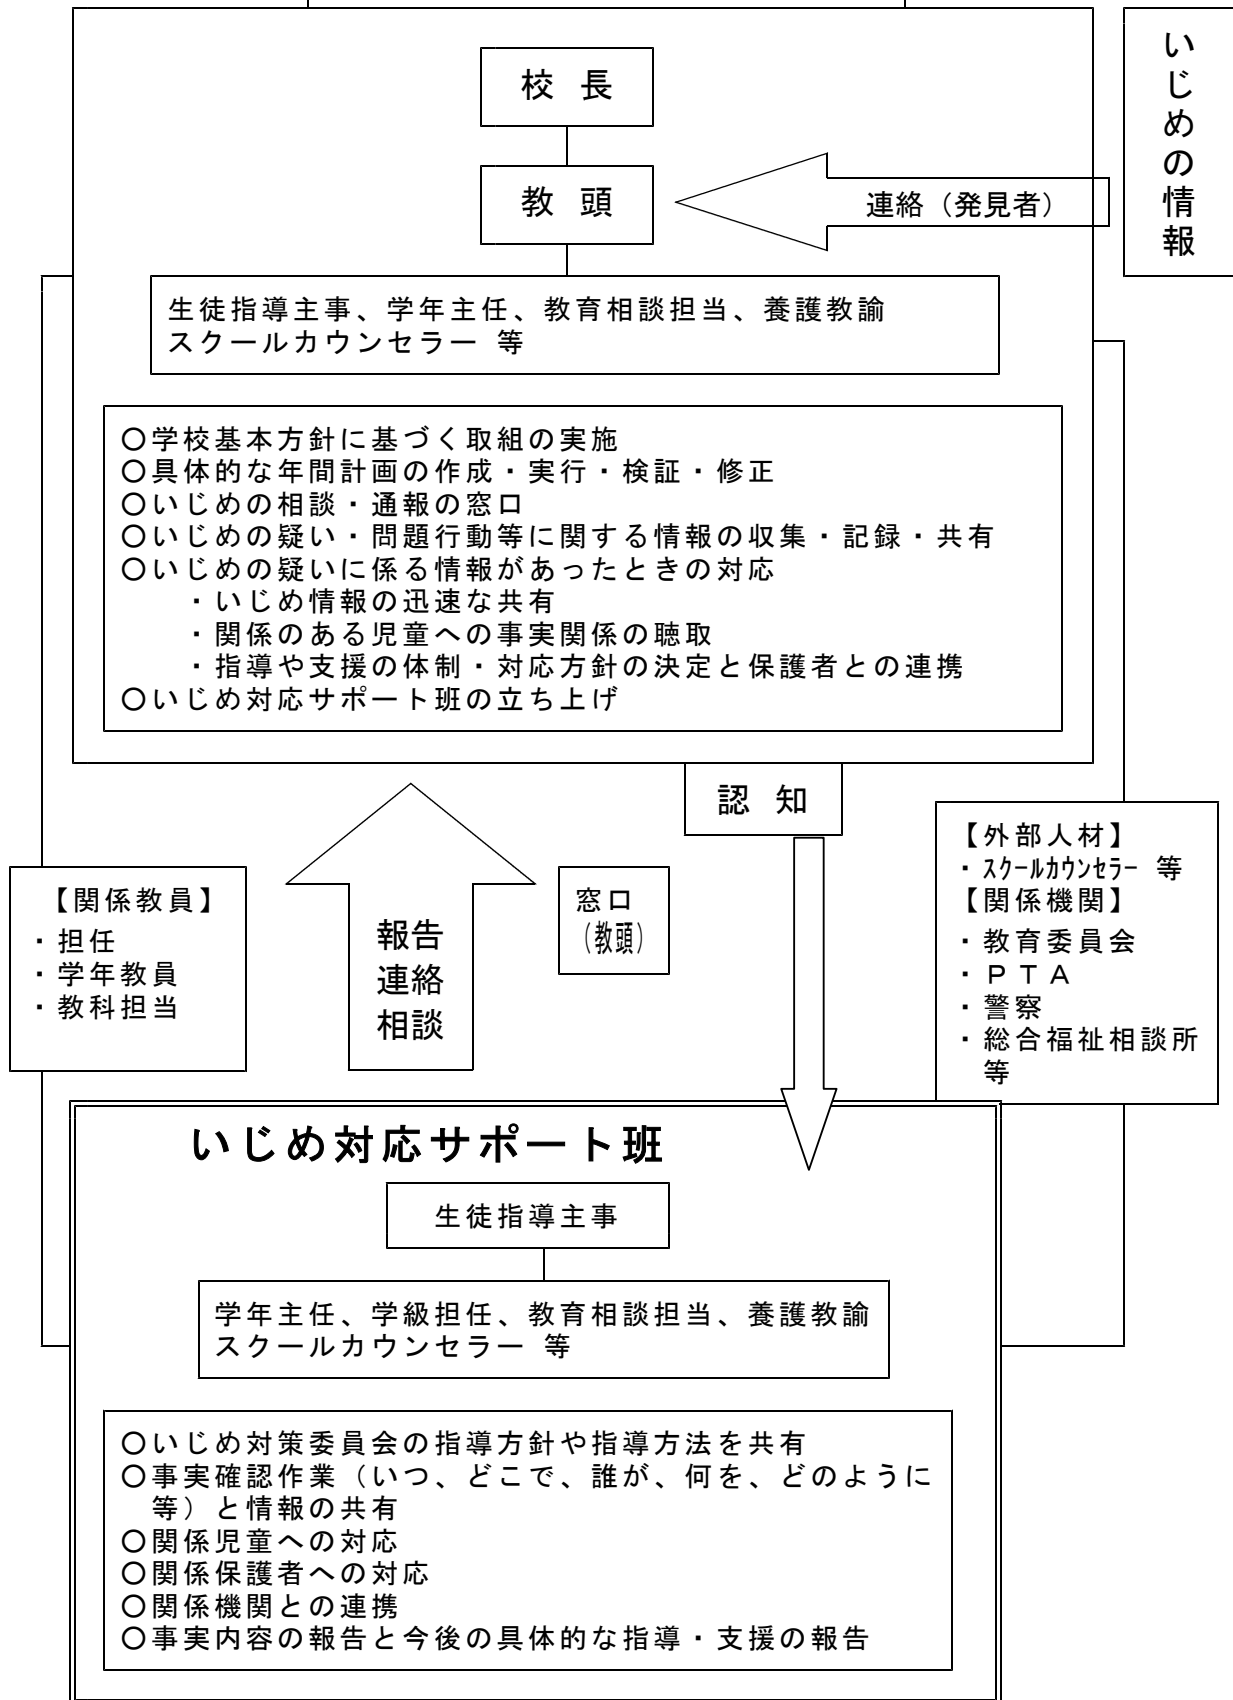 校 長
いじめの情報
教 頭
連絡（発見者）
生徒指導主事、学年主任、教育相談担当、養護教諭
スクールカウンセラー 等
○学校基本方針に基づく取組の実施
○具体的な年間計画の作成・実行・検証・修正
○いじめの相談・通報の窓口
○いじめの疑い・問題行動等に関する情報の収集・記録・共有
○いじめの疑いに係る情報があったときの対応
・いじめ情報の迅速な共有
・関係のある児童への事実関係の聴取
・指導や支援の体制・対応方針の決定と保護者との連携
○いじめ対応サポート班の立ち上げ
認 知
【関係教員】
・担任
・学年教員
・教科担当
報告
連絡
相談
窓口
（教頭）
【外部人材】
・スクールカウンセラー 等
【関係機関】
・教育委員会
・ＰＴＡ
・警察
・総合福祉相談所
等
いじめ対応サポート班
生徒指導主事
学年主任、学級担任、教育相談担当、養護教諭
スクールカウンセラー 等
○いじめ対策委員会の指導方針や指導方法を共有
○事実確認作業（いつ、どこで、誰が、何を、どのように
等）と情報の共有
○関係児童への対応
○関係保護者への対応
○関係機関との連携
○事実内容の報告と今後の具体的な指導・支援の報告